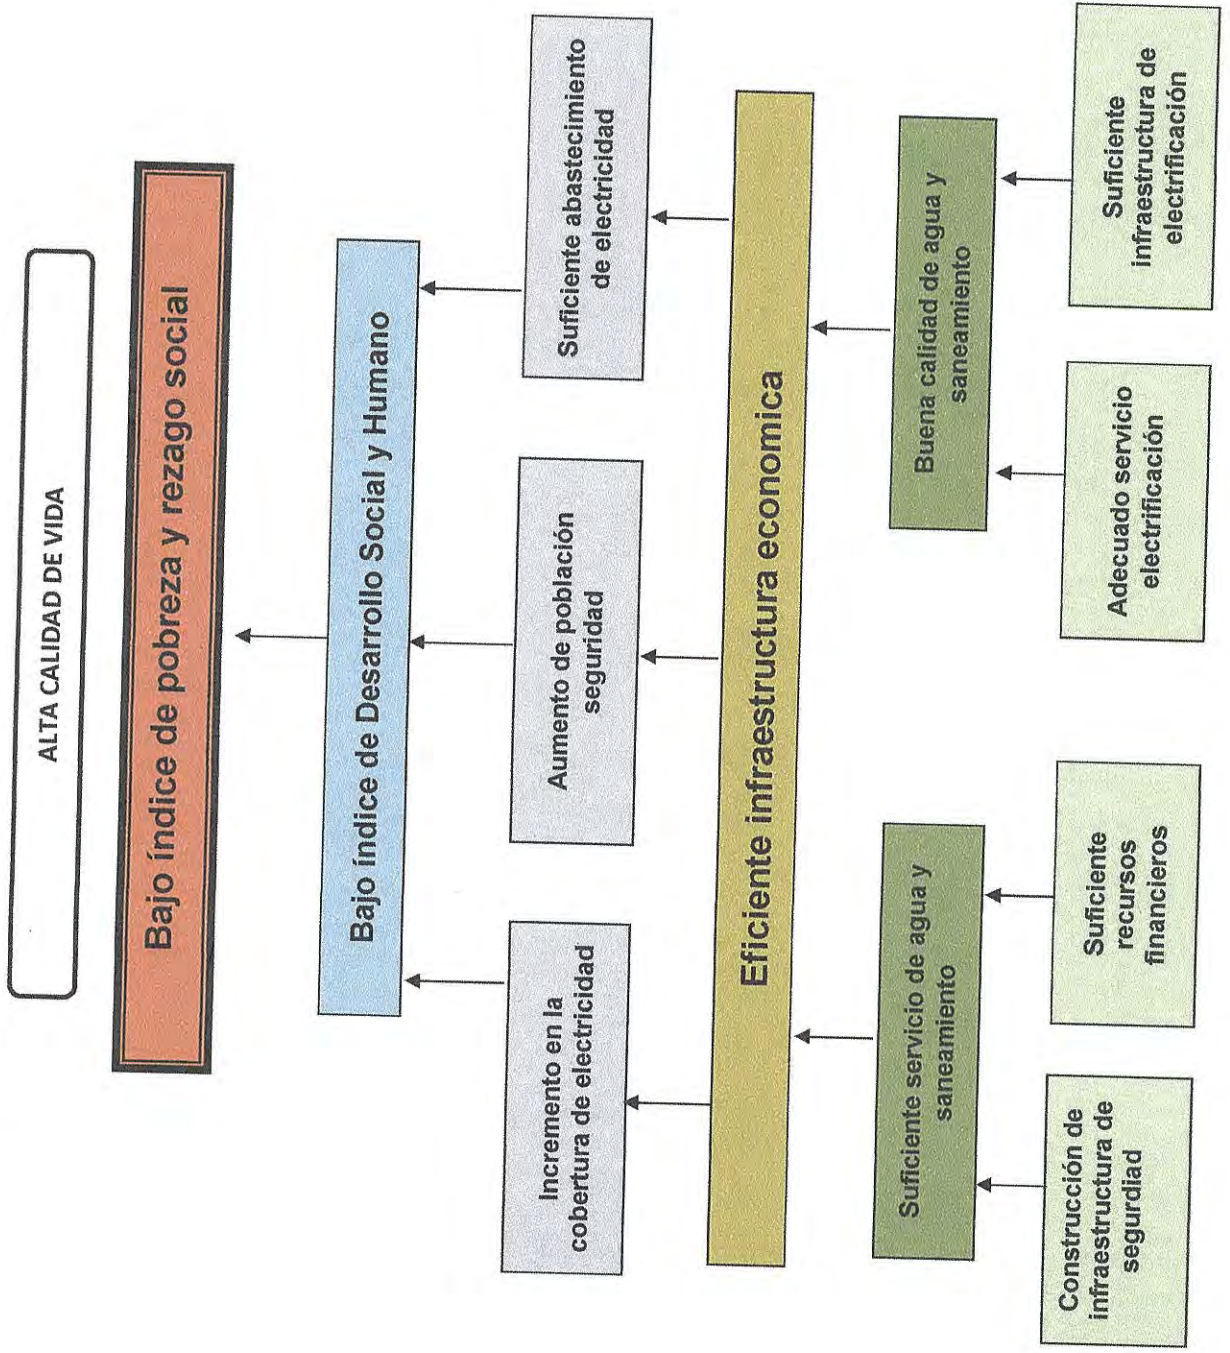 ALTA CALIDAD DE VIDA
Bajo índice de pobreza y rezago social
Bajo índice de Desarrollo Social y Humano
Incremento en la
cobertura de electricidad
Aumento de población
seguridad
Suficiente abastecimiento
de electricidad
Eficiente infraestructura economica
Suficiente servicio de agua y
saneamiento
Buena calidad de agua y
saneamiento
Construcción de
infraestructura de
segurdiad
Suficiente
recursos
financieros
Adecuado servicio
electrificación
Suficiente
infraestructura de
electrificación